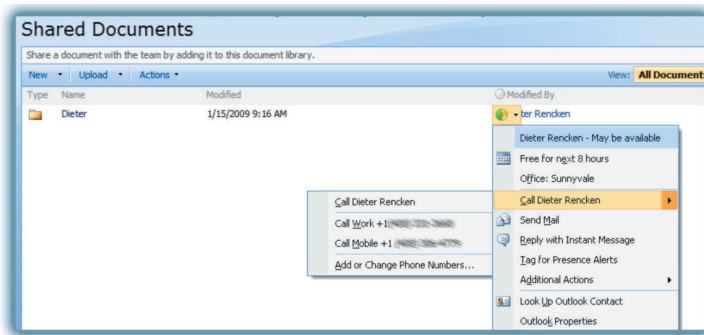 Shared Documents
Share a document with the team by adding it to this document library.
New Upload Actions View: All Documents
Type Name Modified Modified By
Dieter 1/15/2009 9:16 AM ter Rencken
Dieter Rencken - May be available
Free for next 8 hours
Office: Sunnyvale
Call Dieter Rencken
Send Mail
Reply with Instant Message
Tag for Presence Alerts
Additional Actions
Look Up Outlook Contact
Outlook Properties
Call Dieter Rencken
Call Work +1
Call Mobile +1
Add or Change Phone Numbers...